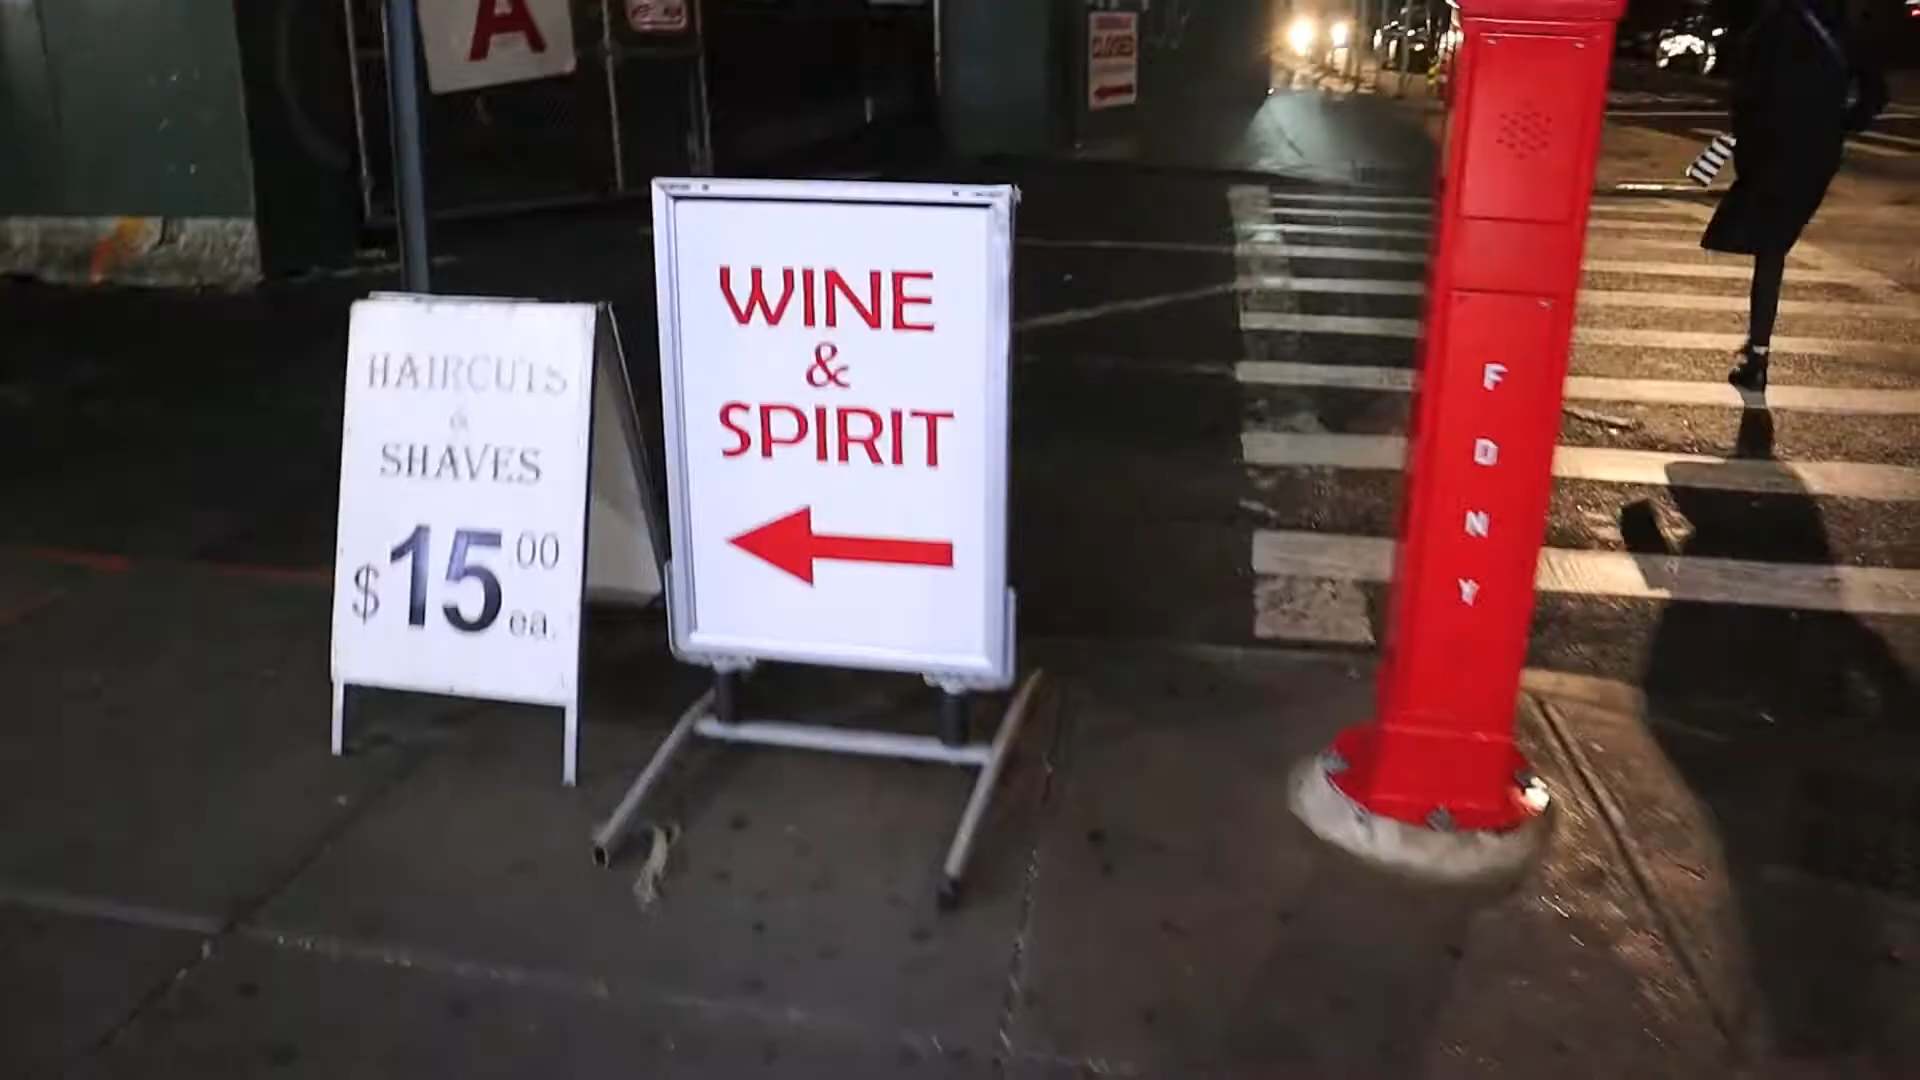 A
CLOSED
HAIRCUTS
&
SHAVES
$15.00 ea.
WINE
&
SPIRIT
F
D
N
Y